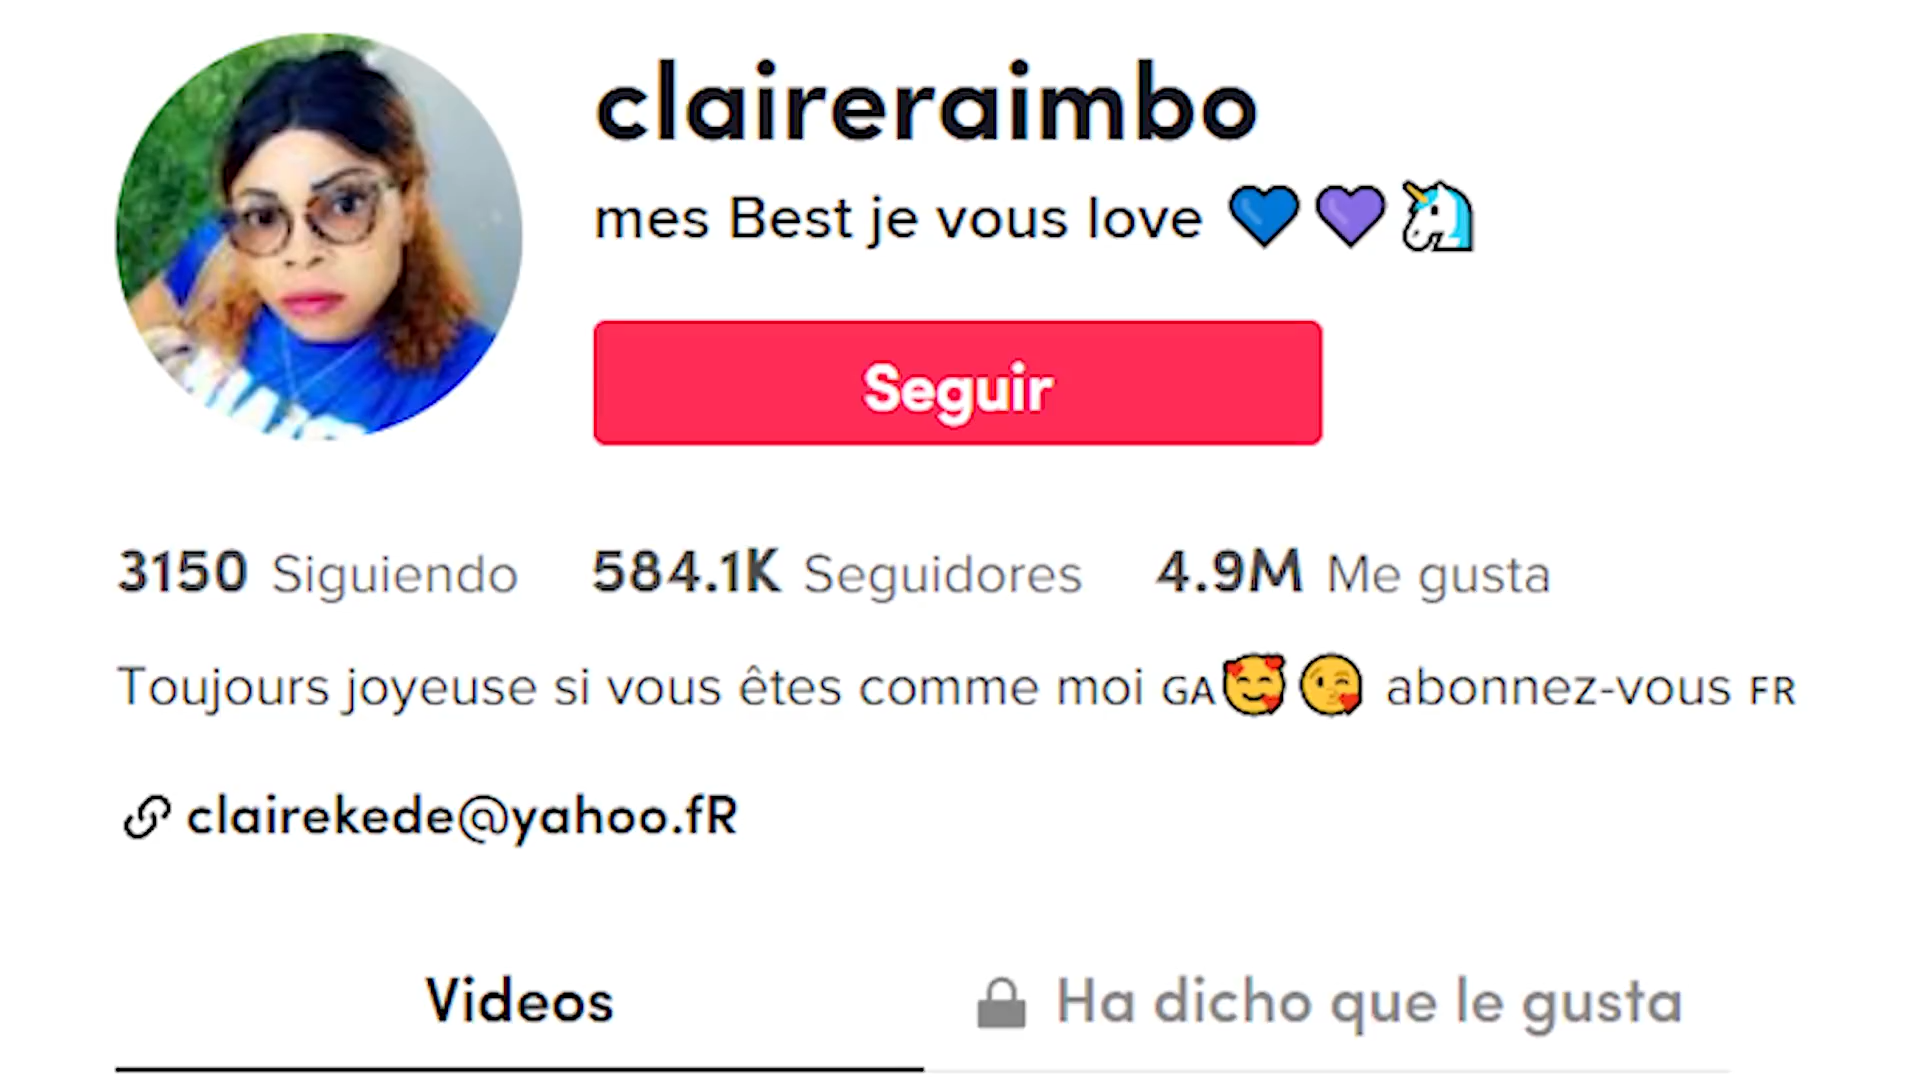 claireraimbo
mes Best je vous love 💙💜🦄
Seguir
3150 Siguiendo 584.1K Seguidores 4.9M Me gusta
Toujours joyeuse si vous êtes comme moi GA🥰😘 abonnez-vous FR
clairekede@yahoo.fR
Videos Ha dicho que le gusta